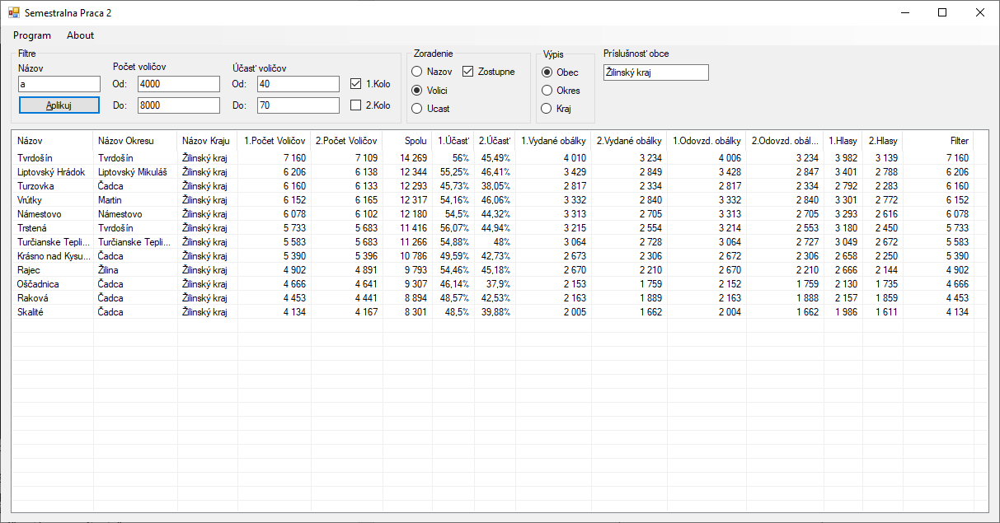 Semestralna Praca 2
Program About
Filtre
Názov Počet voličov Účasť voličov
a Od: 4000 Od: 40 1.Kolo
Aplikuj Do: 8000 Do: 70 2.Kolo
Zoradenie
Nazov Zostupne
Volici
Ucast
Výpis
Obec
Okres
Kraj
Príslušnosť obce
Žilinský kraj
Názov Názov Okresu Názov Kraju 1.Počet Voličov 2.Počet Voličov Spolu 1.Účasť 2.Účasť 1.Vydané obálky 2.Vydané obálky 1.Odovzd. obálky 2.Odovzd. obál... 1.Hlasy 2.Hlasy Filter
Tvrdošín Tvrdošín Žilinský kraj 7 160 7 109 14 269 56% 45,49% 4 010 3 234 4 006 3 234 3 982 3 139 7 160
Liptovský Hrádok Liptovský Mikuláš Žilinský kraj 6 206 6 138 12 344 55,25% 46,41% 3 429 2 849 3 428 2 847 3 401 2 788 6 206
Turzovka Čadca Žilinský kraj 6 160 6 133 12 293 45,73% 38,05% 2 817 2 334 2 817 2 334 2 792 2 283 6 160
Vrútky Martin Žilinský kraj 6 152 6 165 12 317 54,16% 46,06% 3 332 2 840 3 332 2 840 3 301 2 772 6 152
Námestovo Námestovo Žilinský kraj 6 078 6 102 12 180 54,5% 44,32% 3 313 2 705 3 313 2 705 3 293 2 616 6 078
Trstená Tvrdošín Žilinský kraj 5 733 5 683 11 416 56,07% 44,94% 3 215 2 554 3 214 2 553 3 180 2 450 5 733
Turčianske Tepli... Turčianske Tepli... Žilinský kraj 5 583 5 683 11 266 54,88% 48% 3 064 2 728 3 064 2 727 3 049 2 672 5 583
Krásno nad Kysu... Čadca Žilinský kraj 5 390 5 396 10 786 49,59% 42,73% 2 673 2 306 2 672 2 306 2 658 2 250 5 390
Rajec Žilina Žilinský kraj 4 902 4 891 9 793 54,46% 45,18% 2 670 2 210 2 670 2 210 2 666 2 144 4 902
Oščadnica Čadca Žilinský kraj 4 666 4 641 9 307 46,14% 37,9% 2 153 1 759 2 152 1 759 2 130 1 735 4 666
Raková Čadca Žilinský kraj 4 453 4 441 8 894 48,57% 42,53% 2 163 1 889 2 163 1 888 2 157 1 859 4 453
Skalité Čadca Žilinský kraj 4 134 4 167 8 301 48,5% 39,88% 2 005 1 662 2 004 1 662 1 986 1 611 4 134